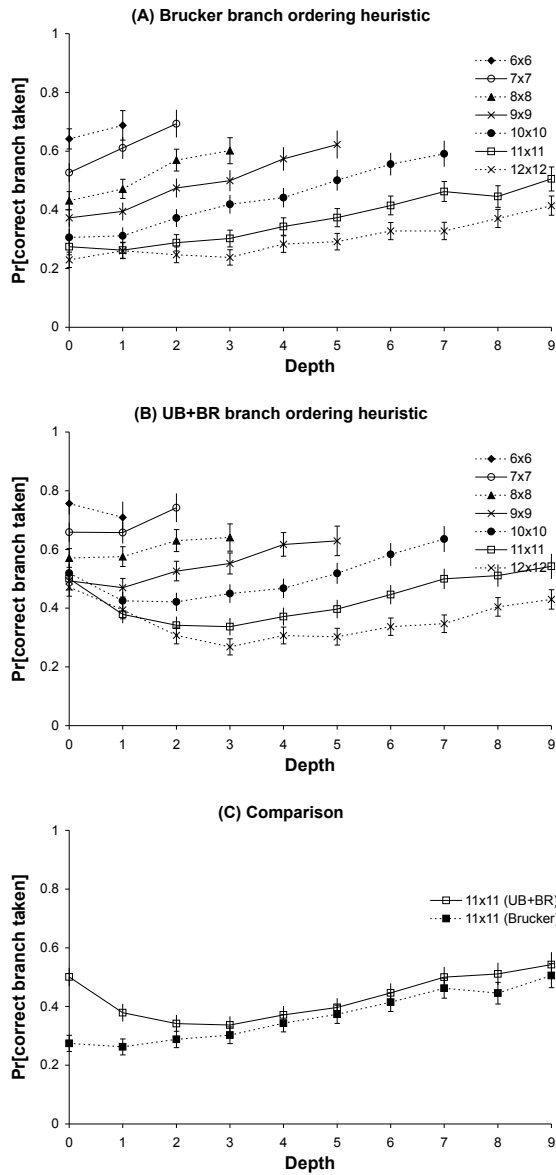 (A) Brucker branch ordering heuristic
1
0.8
0.6
0.4
0.2
0
0 1 2 3 4 5 6 7 8 9
Depth
Pr[correct branch taken]
6x6
7x7
8x8
9x9
10x10
11x11
12x12
(B) UB+BR branch ordering heuristic
1
0.8
0.6
0.4
0.2
0
0 1 2 3 4 5 6 7 8 9
Depth
Pr[correct branch taken]
6x6
7x7
8x8
9x9
10x10
11x11
12x12
(C) Comparison
1
0.8
0.6
0.4
0.2
0
0 1 2 3 4 5 6 7 8 9
Depth
Pr[correct branch taken]
11x11 (UB+BR)
11x11 (Brucker)